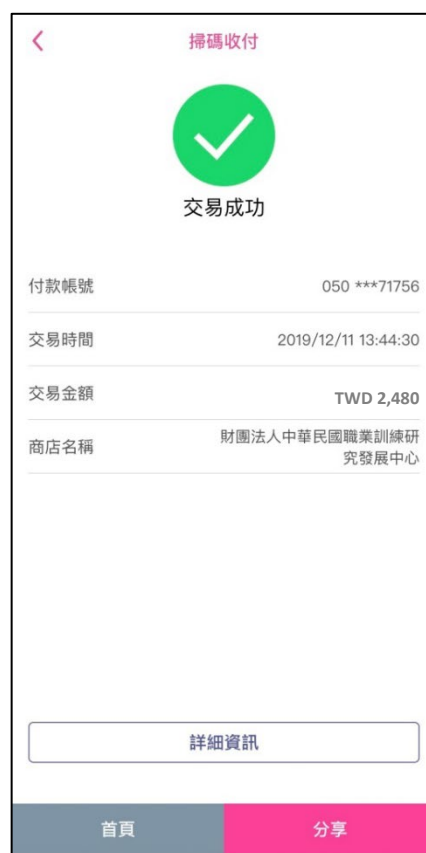 掃碼收付
交易成功
付款帳號 050 ***71756
交易時間 2019/12/11 13:44:30
交易金額 TWD 2,480
商店名稱 財團法人中華民國職業訓練研
究發展中心
詳細資訊
首頁 分享